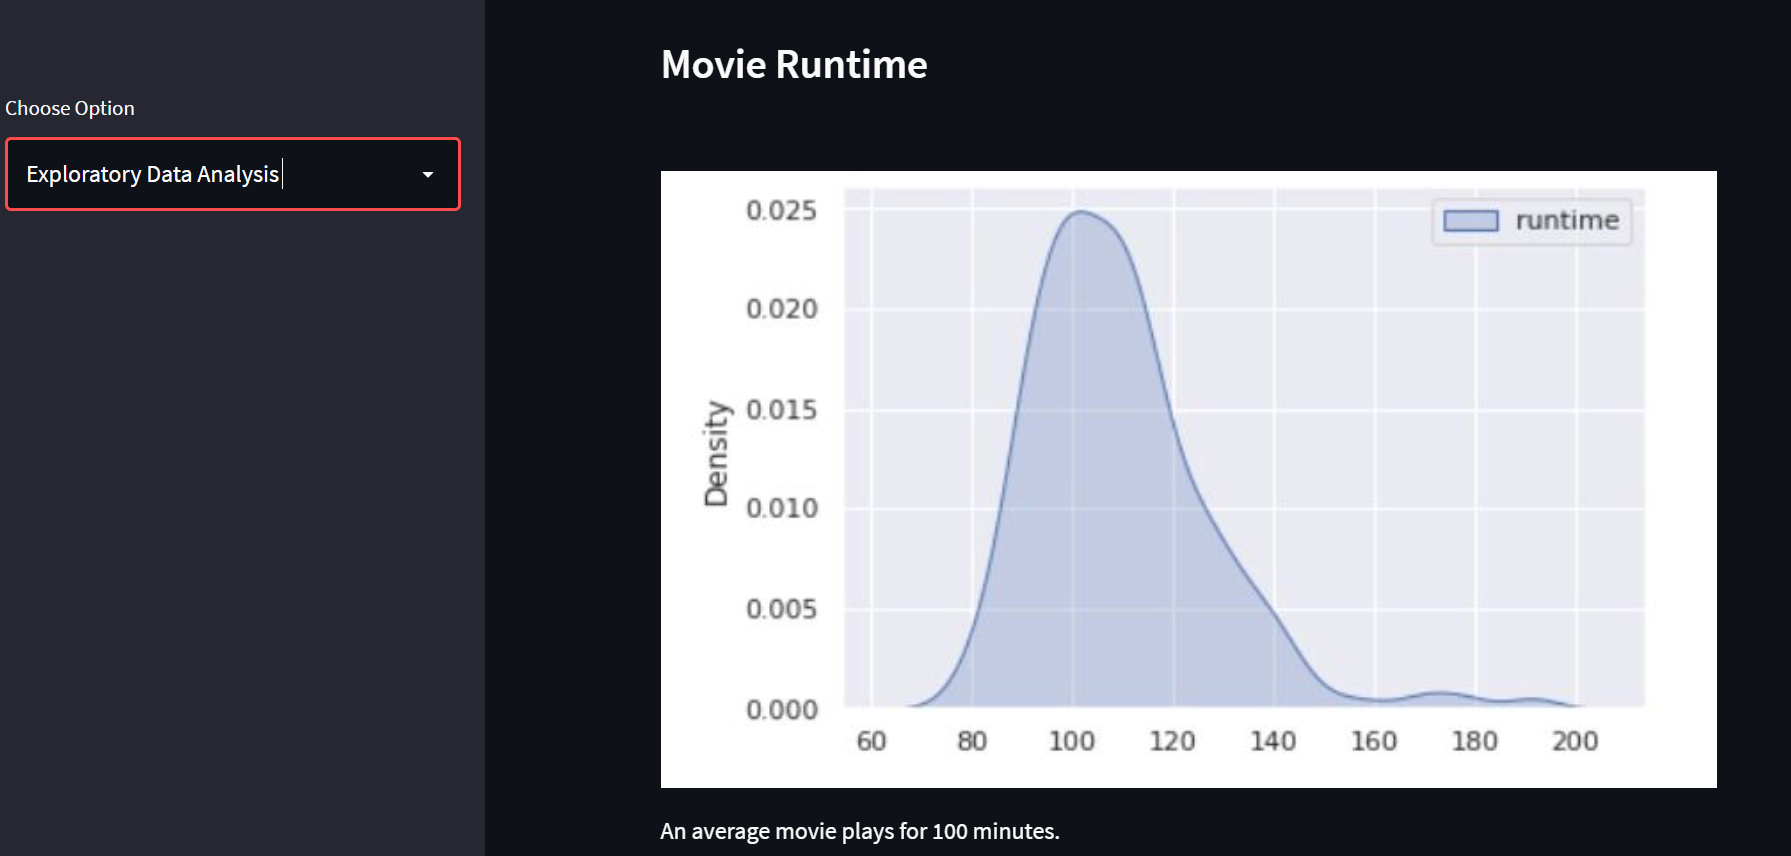 Choose Option
Exploratory Data Analysis
Movie Runtime
runtime
0.025
0.020
0.015
0.010
0.005
0.000
Density
60 80 100 120 140 160 180 200
An average movie plays for 100 minutes.